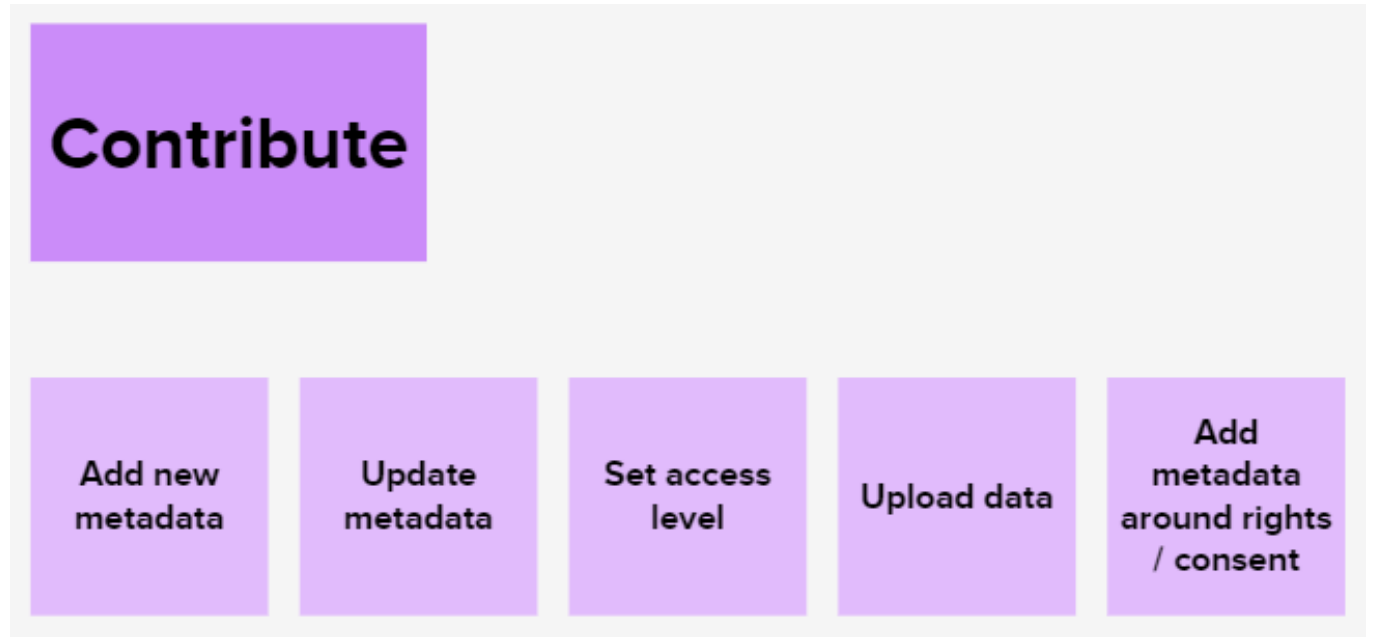 Contribute
Add new
metadata
Update
metadata
Set access
level
Upload data
Add
metadata
around rights
/ consent